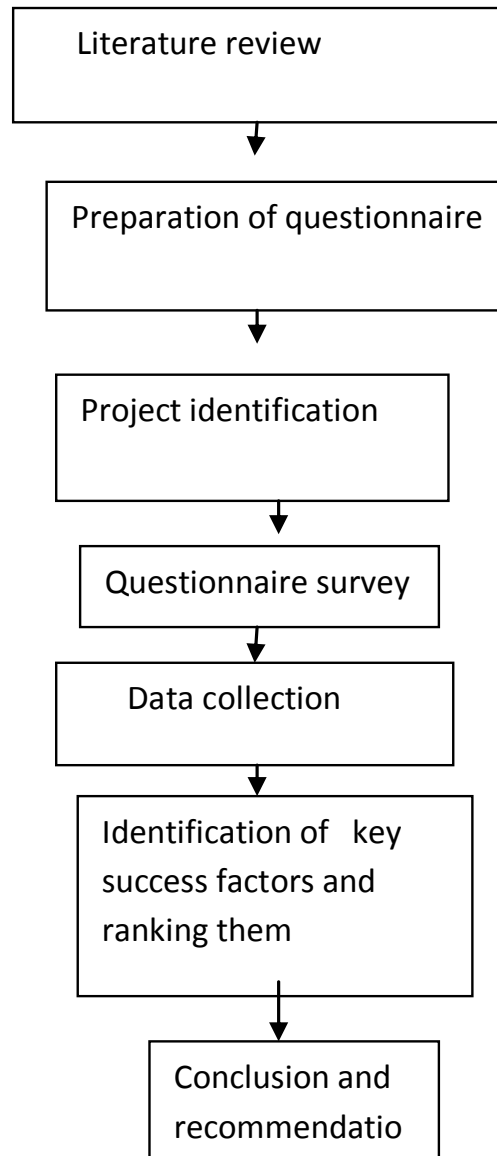 Literature review
Preparation of questionnaire
Project identification
Questionnaire survey
Data collection
Identification of key
success factors and
ranking them
Conclusion and
recommendatio